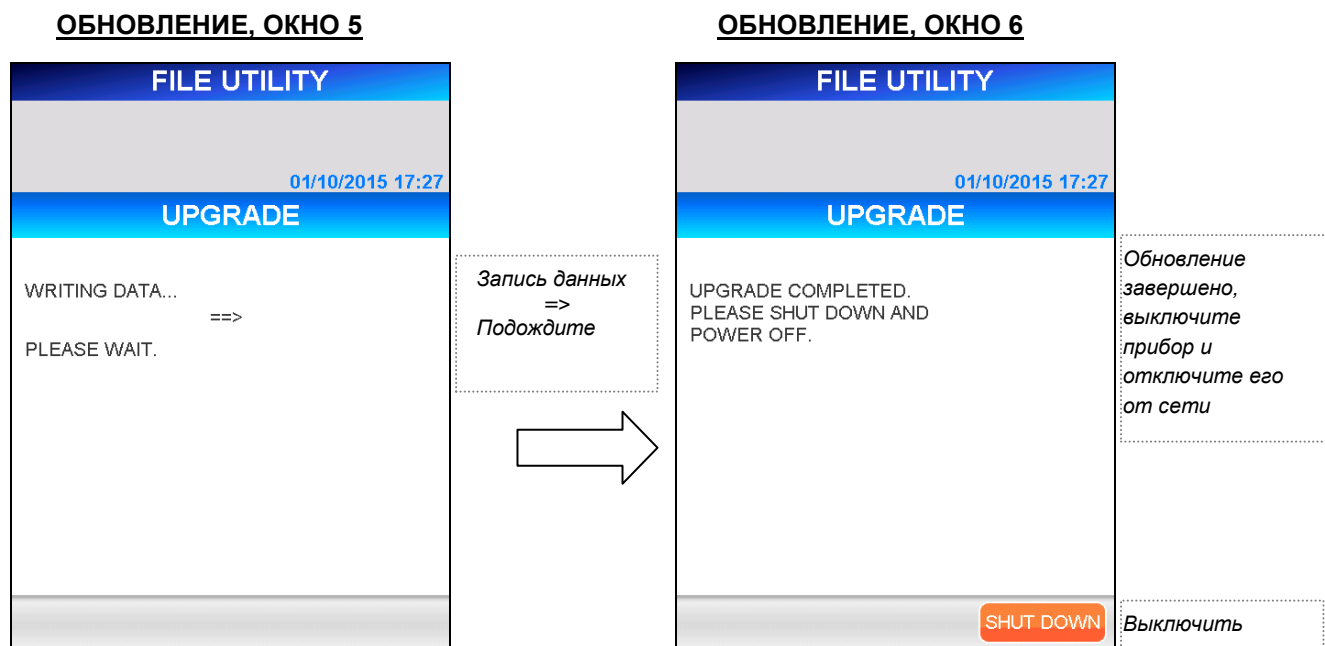 ОБНОВЛЕНИЕ, ОКНО 5
FILE UTILITY
01/10/2015 17:27
UPGRADE
WRITING DATA...
==>
PLEASE WAIT.
Запись данных
=>
Подождите
ОБНОВЛЕНИЕ, ОКНО 6
FILE UTILITY
01/10/2015 17:27
UPGRADE
UPGRADE COMPLETED.
PLEASE SHUT DOWN AND
POWER OFF.
SHUT DOWN
Обновление
завершено,
выключите
прибор и
отключите его
от сети
Выключить